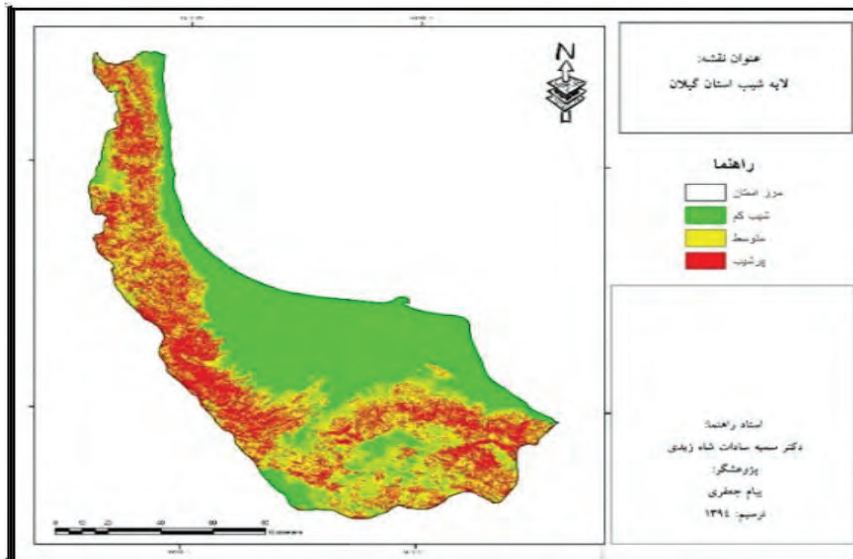 N
عنوان نقشه:
لایه شیب استان گیلان
راهنما
مرز استان
شیب کم
متوسط
پرشیب
استاد راهنما:
دکتر سمیه سادات شاه زیدی
پژوهشگر:
پیام جعفری
ترسیم: ۱۳۹٤